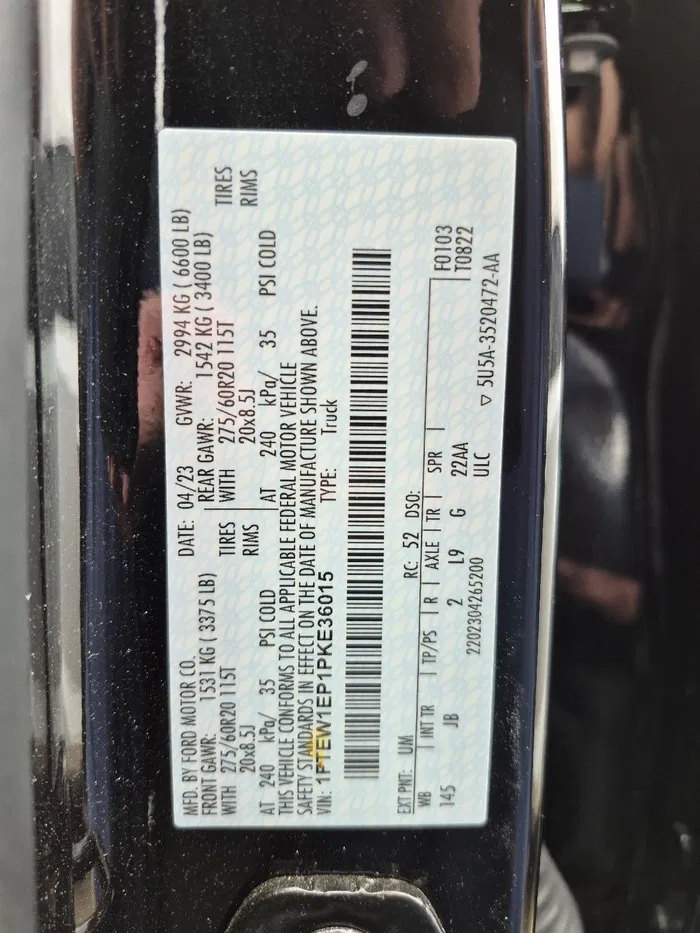 MFD. BY FORD MOTOR CO.
DATE: 04/23 GVWR: 2994 KG ( 6600 LB)
FRONT GAWR: 1531 KG ( 3375 LB)
REAR GAWR: 1542 KG ( 3400 LB)
WITH 275/60R20 115T TIRES
WITH 275/60R20 115T TIRES
20x8.5J RIMS
20x8.5J RIMS
AT 240 kPa/ 35 PSI COLD
AT 240 kPa/ 35 PSI COLD
THIS VEHICLE CONFORMS TO ALL APPLICABLE FEDERAL MOTOR VEHICLE
SAFETY STANDARDS IN EFFECT ON THE DATE OF MANUFACTURE SHOWN ABOVE.
VIN: 1FTEW1EP1PKE36015 TYPE: Truck
EXT PNT: UM RC: 52 DSO:
WB INT TR TP/PS R AXLE TR SPR F0103
145 JB 2 L9 G 22AA T0822
ULC
2202304265200
5U5A-3520472-AA